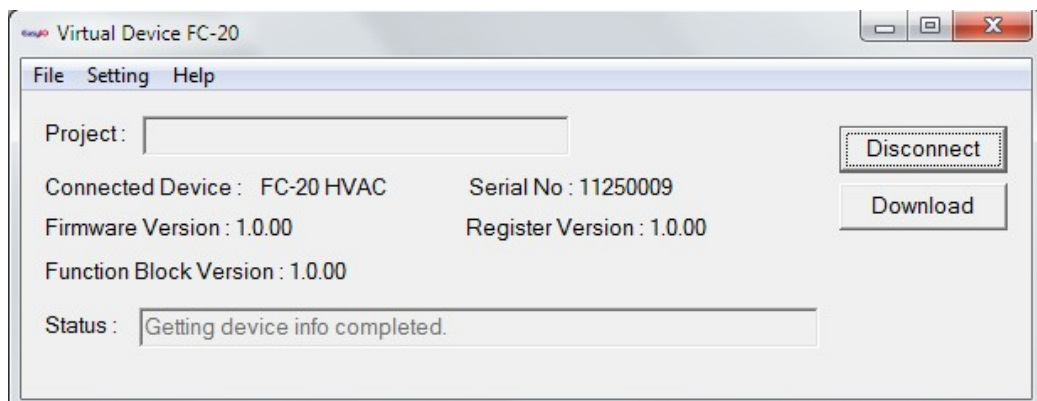 easyIO Virtual Device FC-20
File Setting Help
Project :
Disconnect
Connected Device : FC-20 HVAC Serial No : 11250009
Download
Firmware Version : 1.0.00 Register Version : 1.0.00
Function Block Version : 1.0.00
Status : Getting device info completed.